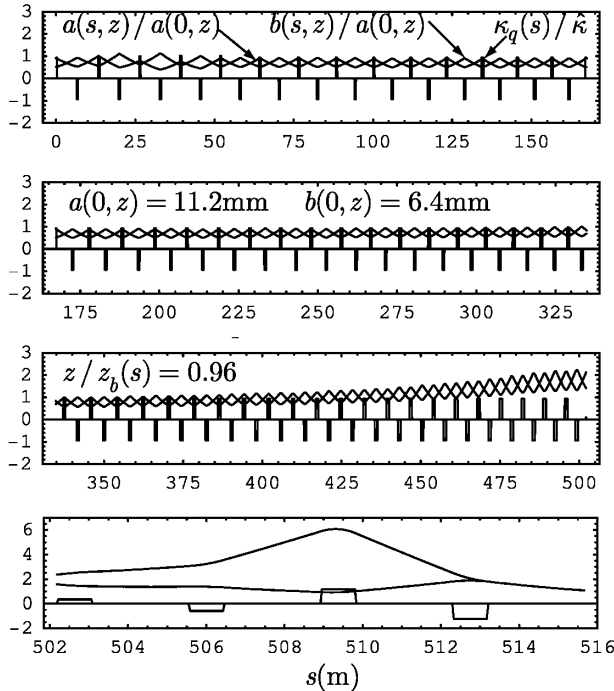 a(s,z)/a(0,z) b(s,z)/a(0,z) κ_q(s)/κ̂
3
2
1
0
−1
−2
0 25 50 75 100 125 150
3
2
1
0
−1
−2
a(0,z) = 11.2mm b(0,z) = 6.4mm
175 200 225 250 275 300 325
3
2
1
0
−1
−2
z/z_b(s) = 0.96
350 375 400 425 450 475 500
6
4
2
0
−2
502 504 506 508 510 512 514 516
s(m)